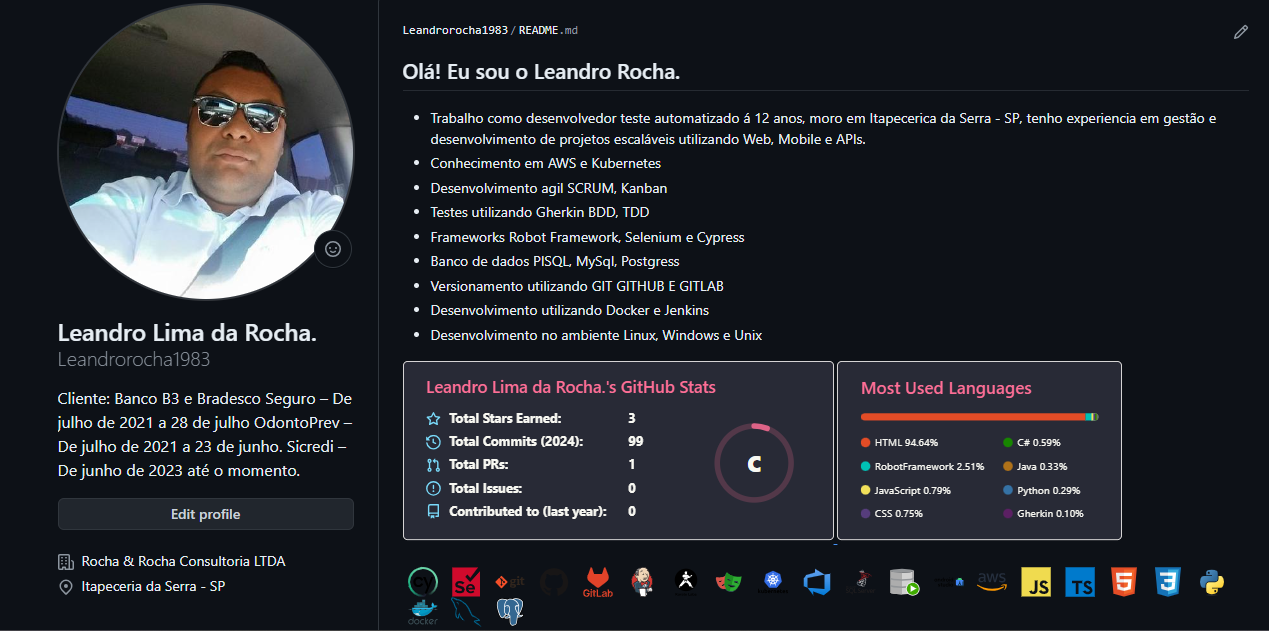 Leandrorocha1983/README.md
Olá! Eu sou o Leandro Rocha.
Trabalho como desenvolvedor teste automatizado á 12 anos, moro em Itapecerica da Serra - SP, tenho experiencia em gestão e
desenvolvimento de projetos escaláveis utilizando Web, Mobile e APIs.
Conhecimento em AWS e Kubernetes
Desenvolvimento agil SCRUM, Kanban
Testes utilizando Gherkin BDD, TDD
Frameworks Robot Framework, Selenium e Cypress
Banco de dados PlSQL, MySql, Postgress
Versionamento utilizando GIT GITHUB E GITLAB
Desenvolvimento utilizando Docker e Jenkins
Desenvolvimento no ambiente Linux, Windows e Unix
Leandro Lima da Rocha.
Leandrorocha1983
Cliente: Banco B3 e Bradesco Seguro – De
julho de 2021 a 28 de julho OdontoPrev –
De julho de 2021 a 23 de junho. Sicredi –
De junho de 2023 até o momento.
Edit profile
Rocha & Rocha Consultoria LTDA
Itapeceria da Serra - SP
Leandro Lima da Rocha.'s GitHub Stats
Total Stars Earned: 3
Total Commits (2024): 99
Total PRs: 1
Total Issues: 0
Contributed to (last year): 0
C
Most Used Languages
HTML 94.64%
RobotFramework 2.51%
JavaScript 0.79%
CSS 0.75%
C# 0.59%
Java 0.33%
Python 0.29%
Gherkin 0.10%
cy
Se
git
GitLab
aws
JS
TS
5
3
docker